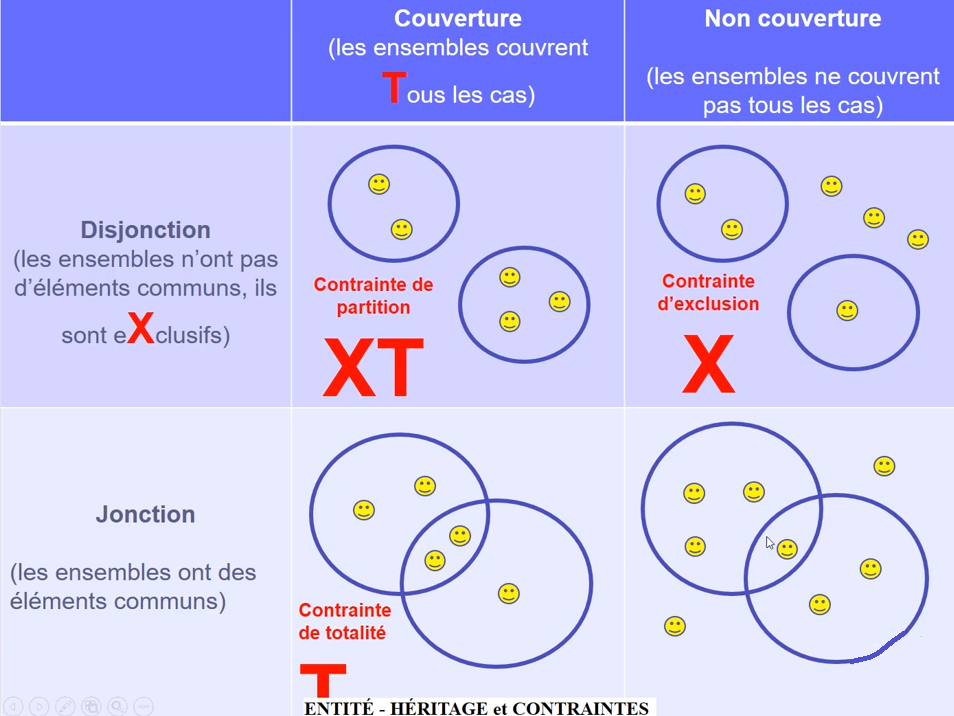 Couverture
(les ensembles couvrent
Tous les cas)
Non couverture
(les ensembles ne couvrent
pas tous les cas)
Disjonction
(les ensembles n'ont pas
d'éléments communs, ils
sont eXclusifs)
Contrainte de
partition
XT
Contrainte
d'exclusion
X
Jonction
(les ensembles ont des
éléments communs)
Contrainte
de totalité
T
ENTITÉ - HÉRITAGE et CONTRAINTES